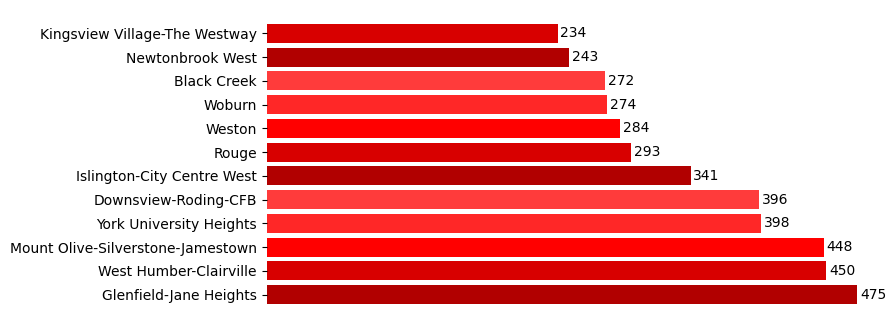 Kingsview Village-The Westway 234
Newtonbrook West 243
Black Creek 272
Woburn 274
Weston 284
Rouge 293
Islington-City Centre West 341
Downsview-Roding-CFB 396
York University Heights 398
Mount Olive-Silverstone-Jamestown 448
West Humber-Clairville 450
Glenfield-Jane Heights 475